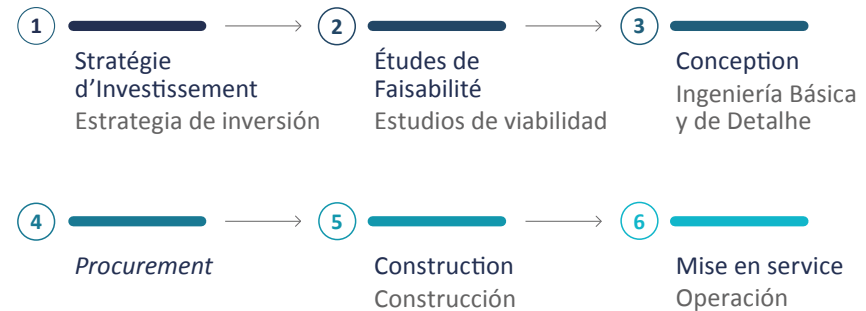 1
Stratégie
d'Investissement
Estrategia de inversión
2
Études de
Faisabilité
Estudios de viabilidad
3
Conception
Ingeniería Básica
y de Detalhe
4
Procurement
5
Construction
Construcción
6
Mise en service
Operación